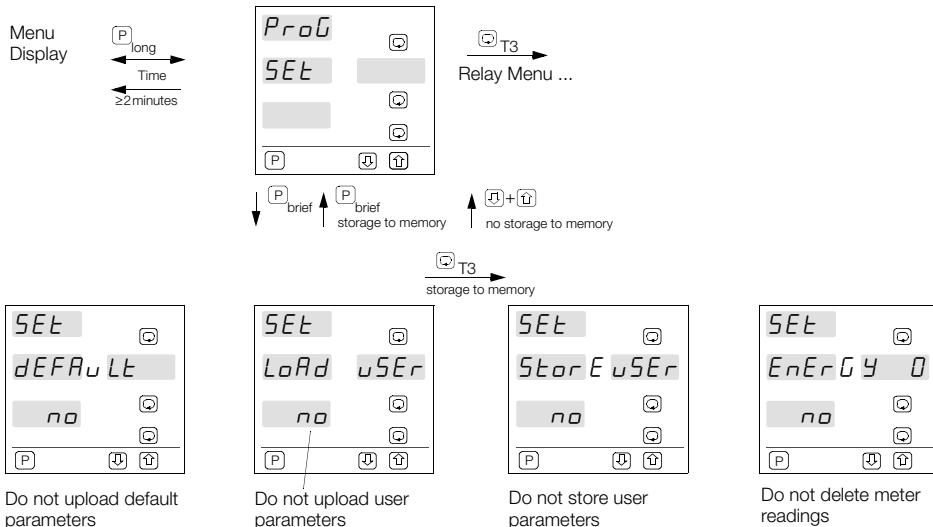 Menu
Display
P long
Time
≥2minutes
ProG
SEt
P
T3
Relay Menu ...
P brief
P brief
storage to memory
+
no storage to memory
T3
storage to memory
SEt
dEFAuLt
no
P
Do not upload default
parameters
SEt
LoAd uSEr
no
P
Do not upload user
parameters
SEt
StorE uSEr
no
P
Do not store user
parameters
SEt
EnErGY 0
no
P
Do not delete meter
readings